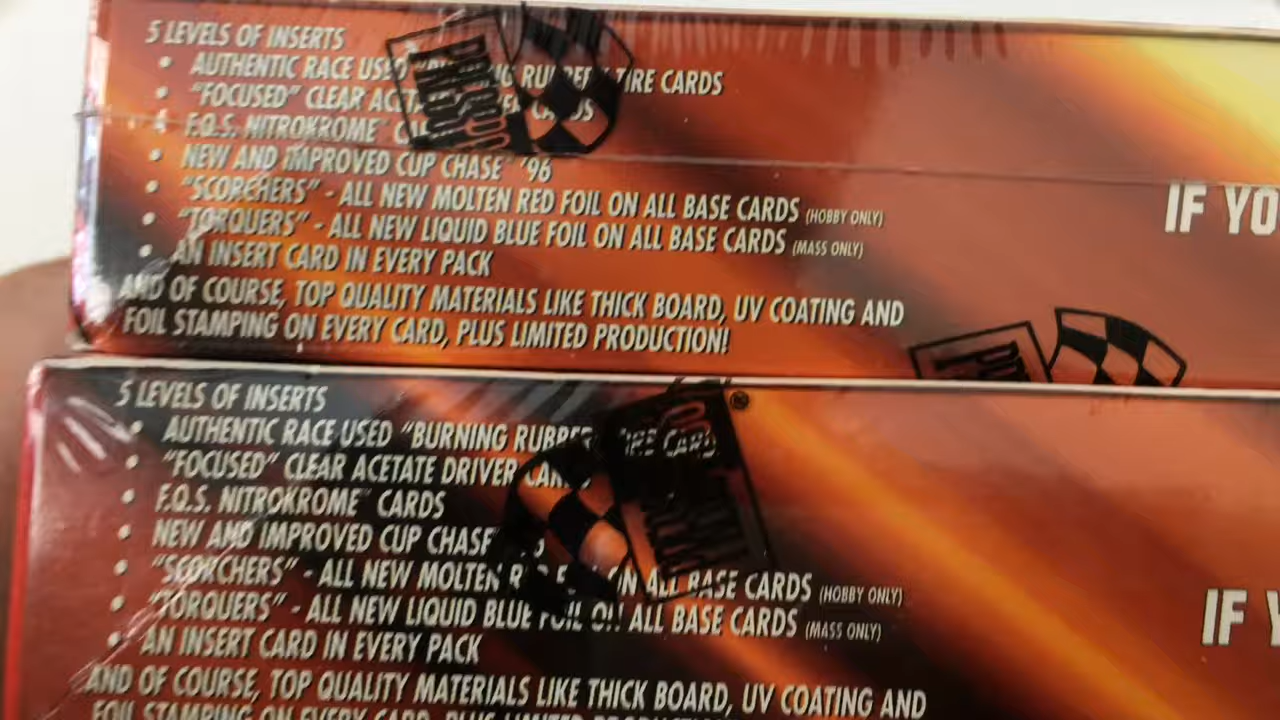 5 LEVELS OF INSERTS
• AUTHENTIC RACE USED "BURNING RUBBER" TIRE CARDS
• "FOCUSED" CLEAR ACETATE DRIVER CARDS
• F.Q.S. NITROKROME™ CARDS
• NEW AND IMPROVED CUP CHASE™ '96
• "SCORCHERS" - ALL NEW MOLTEN RED FOIL ON ALL BASE CARDS (HOBBY ONLY)
• "TORQUERS" - ALL NEW LIQUID BLUE FOIL ON ALL BASE CARDS (MASS ONLY)
• AN INSERT CARD IN EVERY PACK
AND OF COURSE, TOP QUALITY MATERIALS LIKE THICK BOARD, UV COATING AND
FOIL STAMPING ON EVERY CARD, PLUS LIMITED PRODUCTION!
IF YO
5 LEVELS OF INSERTS
• AUTHENTIC RACE USED "BURNING RUBBER" TIRE CARDS
• "FOCUSED" CLEAR ACETATE DRIVER CARDS
• F.Q.S. NITROKROME™ CARDS
• NEW AND IMPROVED CUP CHASE
• "SCORCHERS" - ALL NEW MOLTEN RED FOIL ON ALL BASE CARDS (HOBBY ONLY)
• "TORQUERS" - ALL NEW LIQUID BLUE FOIL ON ALL BASE CARDS (MASS ONLY)
• AN INSERT CARD IN EVERY PACK
AND OF COURSE, TOP QUALITY MATERIALS LIKE THICK BOARD, UV COATING AND
FOIL STAMPING ON EVERY CARD, PLUS LIMITED
IF Y